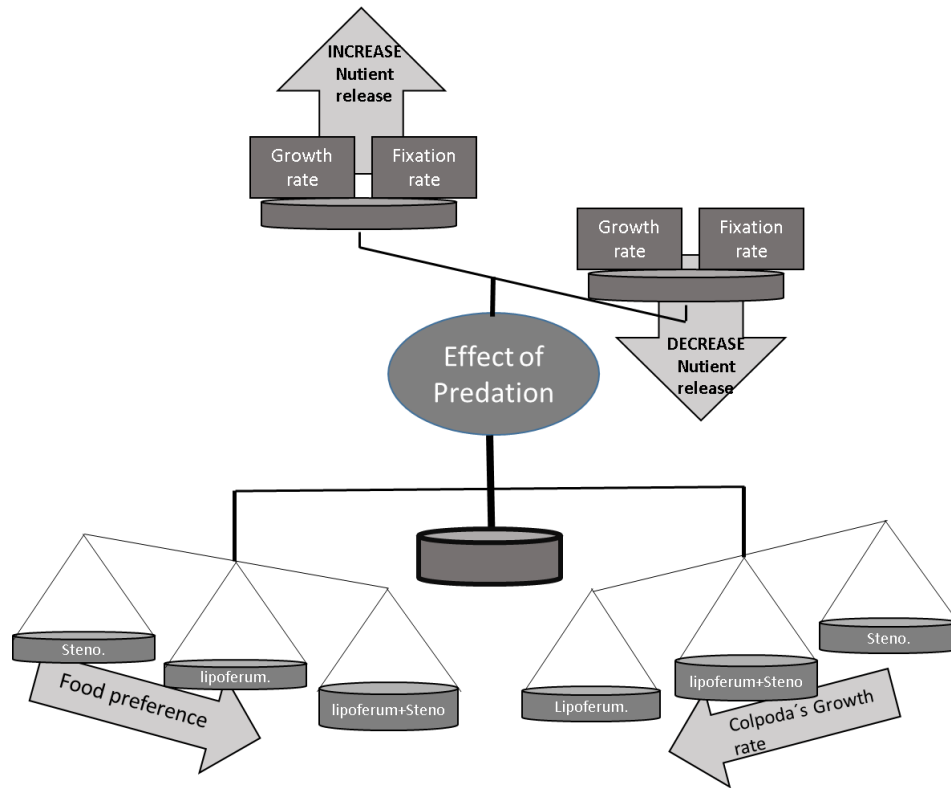 INCREASE
Nutient
release
Growth
rate
Fixation
rate
Growth
rate
Fixation
rate
DECREASE
Nutient
release
Effect of
Predation
Steno.
lipoferum.
lipoferum+Steno
Food preference
Lipoferum.
lipoferum+Steno
Steno.
Colpoda´s Growth
rate